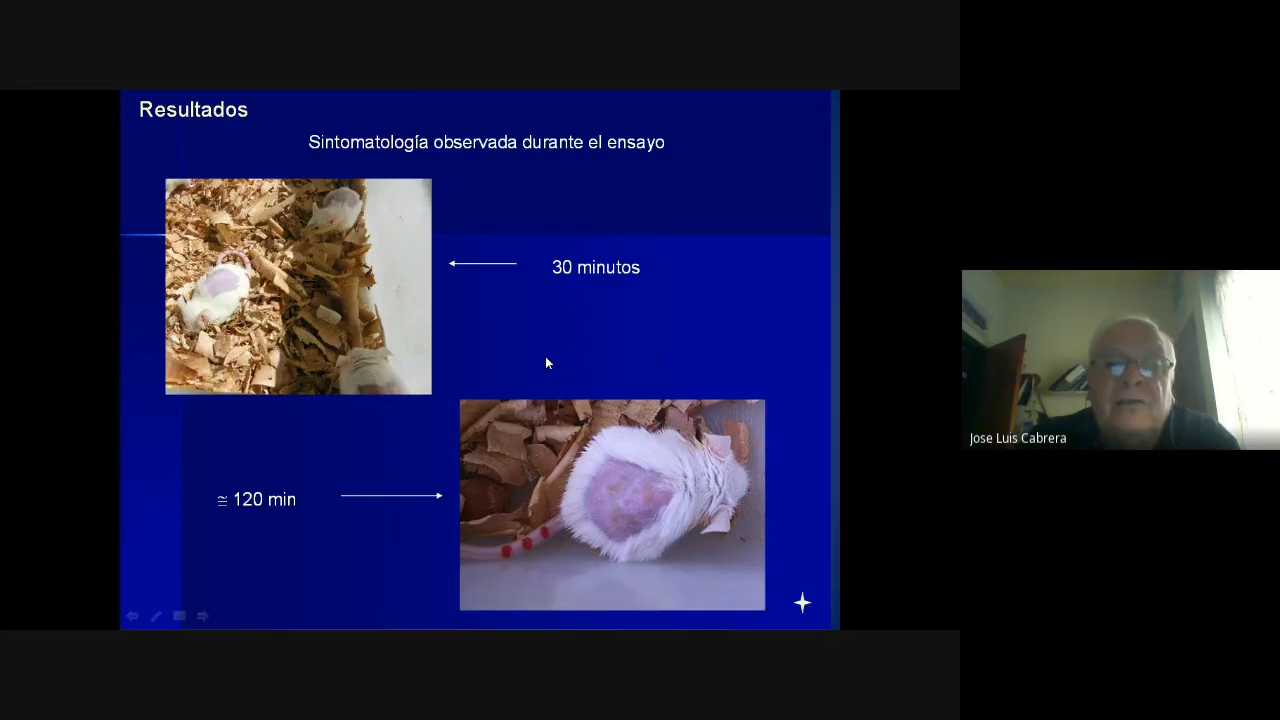 Resultados
Sintomatología observada durante el ensayo
30 minutos
≅ 120 min
Jose Luis Cabrera